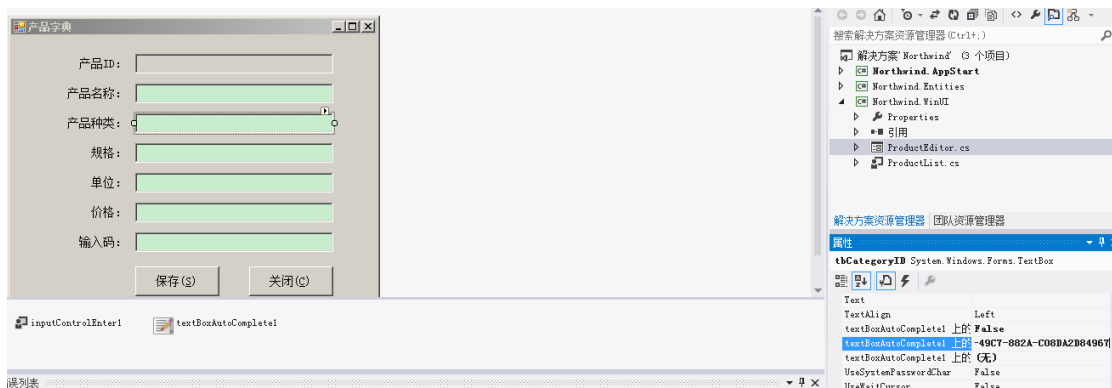 产品字典
产品ID:
产品名称:
产品种类:
规格:
单位:
价格:
输入码:
保存(S)
关闭(C)
inputControlEnter1
textBoxAutoComplete1
误列表
搜索解决方案资源管理器(Ctrl+;)
解决方案'Northwind' (3 个项目)
Northwind.AppStart
Northwind.Entities
Northwind.WinUI
Properties
引用
ProductEditor.cs
ProductList.cs
解决方案资源管理器 团队资源管理器
属性
tbCategoryID System.Windows.Forms.TextBox
Text
TextAlign Left
textBoxAutoComplete1 上的 False
textBoxAutoComplete1 上的 -49C7-882A-C08DA2D84967
textBoxAutoComplete1 上的 (无)
UseSystemPasswordChar False
UseWaitCursor False